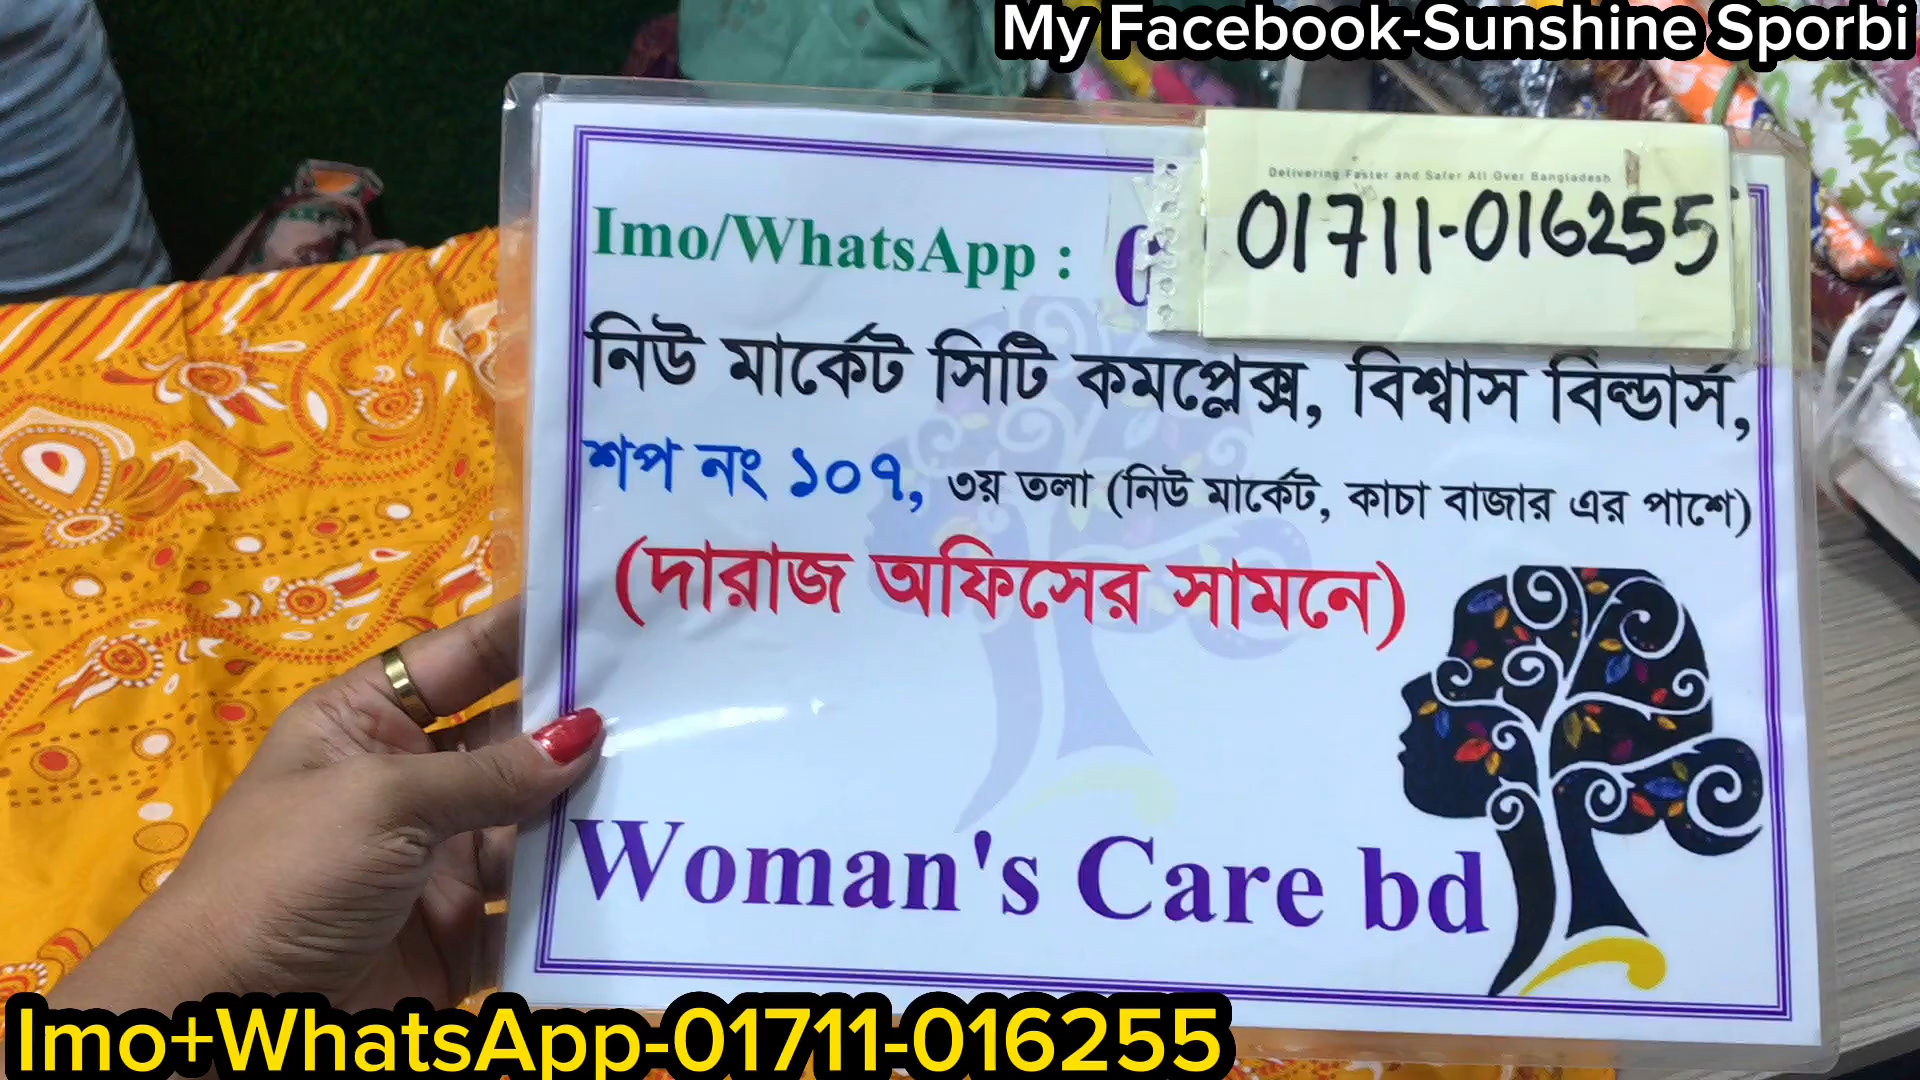 My Facebook-Sunshine Sporbi
Delivering Faster and Safer All Over Bangladesh
Imo/WhatsApp : 01711-016255
নিউ মার্কেট সিটি কমপ্লেক্স, বিশ্বাস বিল্ডার্স,
শপ নং ১০৭, ৩য় তলা (নিউ মার্কেট, কাচা বাজার এর পাশে)
(দারাজ অফিসের সামনে)
Woman's Care bd
Imo+WhatsApp-01711-016255